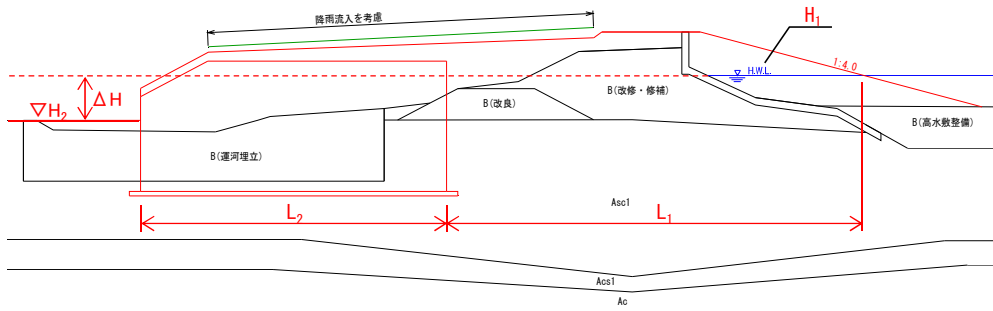 降雨流入を考慮
H1
H.W.L.
1:4.0
ΔH
▽H2
B(改良)
B(改修・修補)
B(高水敷整備)
B(運河埋立)
Asc1
L2
L1
Acs1
Ac